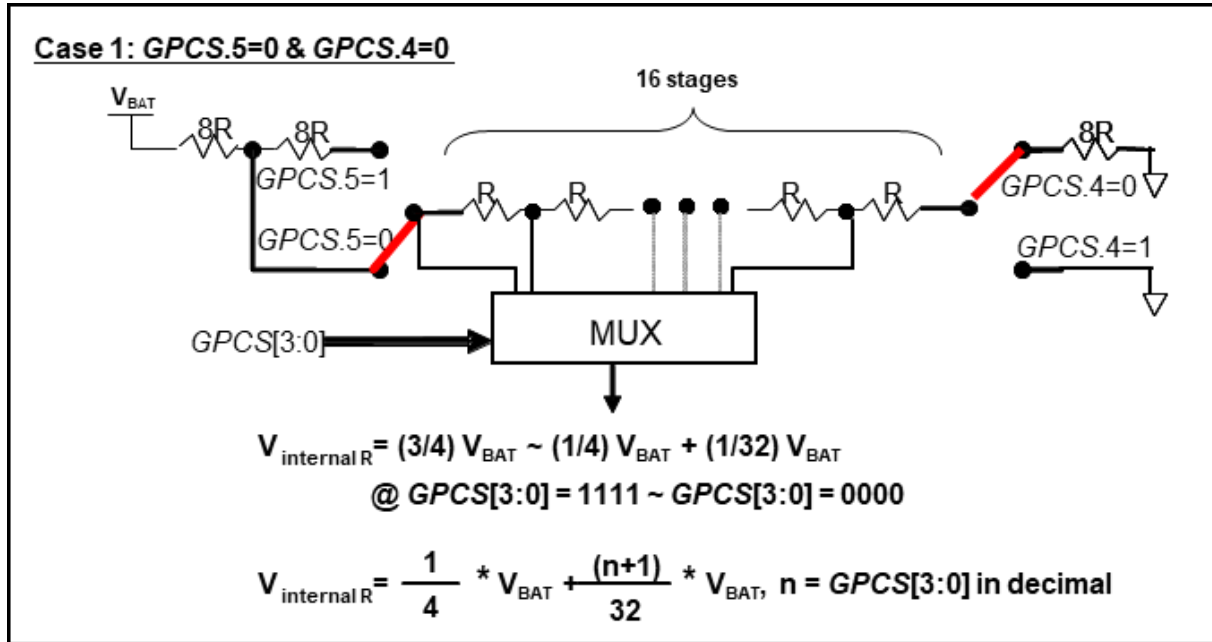 Case 1: GPCS.5=0 & GPCS.4=0
16 stages
VBAT
8R
8R
8R
GPCS.5=1
GPCS.4=0
R
R
R
R
GPCS.5=0
GPCS.4=1
MUX
GPCS[3:0]
V internal R= (3/4) VBAT ~ (1/4) VBAT + (1/32) VBAT
@ GPCS[3:0] = 1111 ~ GPCS[3:0] = 0000
V internal R= 1/4 * VBAT + (n+1)/32 * VBAT, n = GPCS[3:0] in decimal